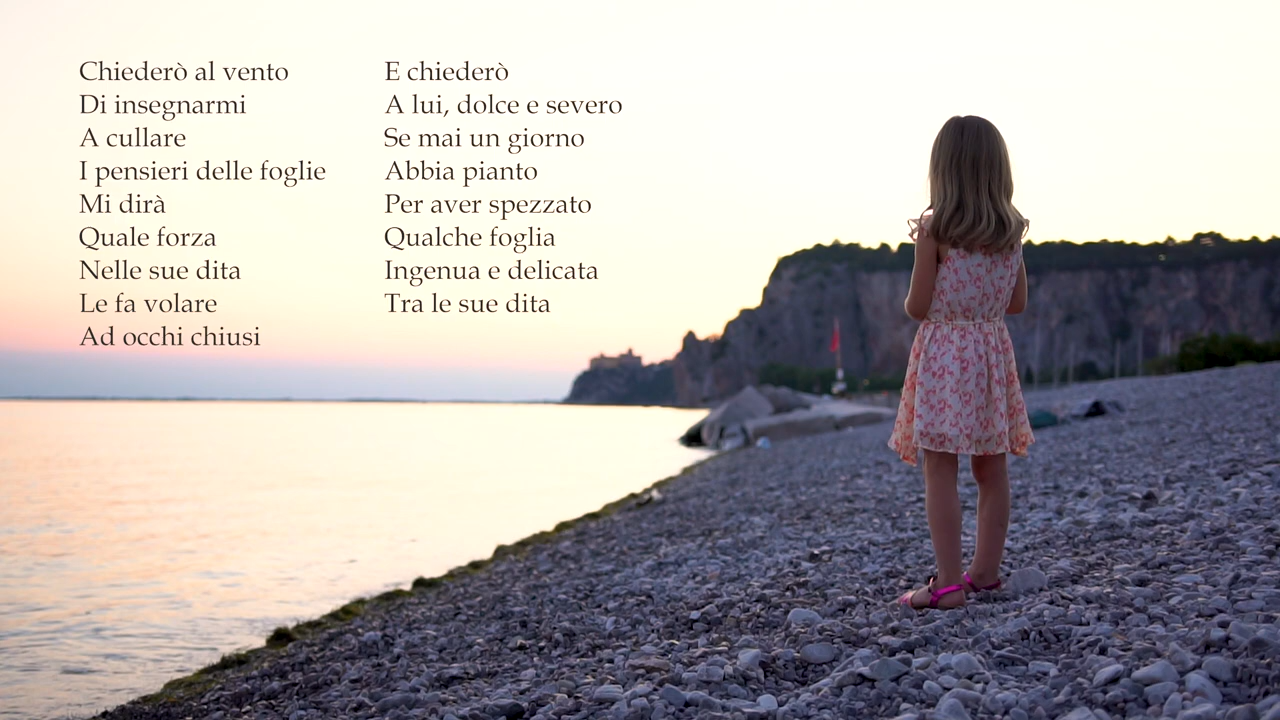 Chiederò al vento
Di insegnarmi
A cullare
I pensieri delle foglie
Mi dirà
Quale forza
Nelle sue dita
Le fa volare
Ad occhi chiusi
E chiederò
A lui, dolce e severo
Se mai un giorno
Abbia pianto
Per aver spezzato
Qualche foglia
Ingenua e delicata
Tra le sue dita